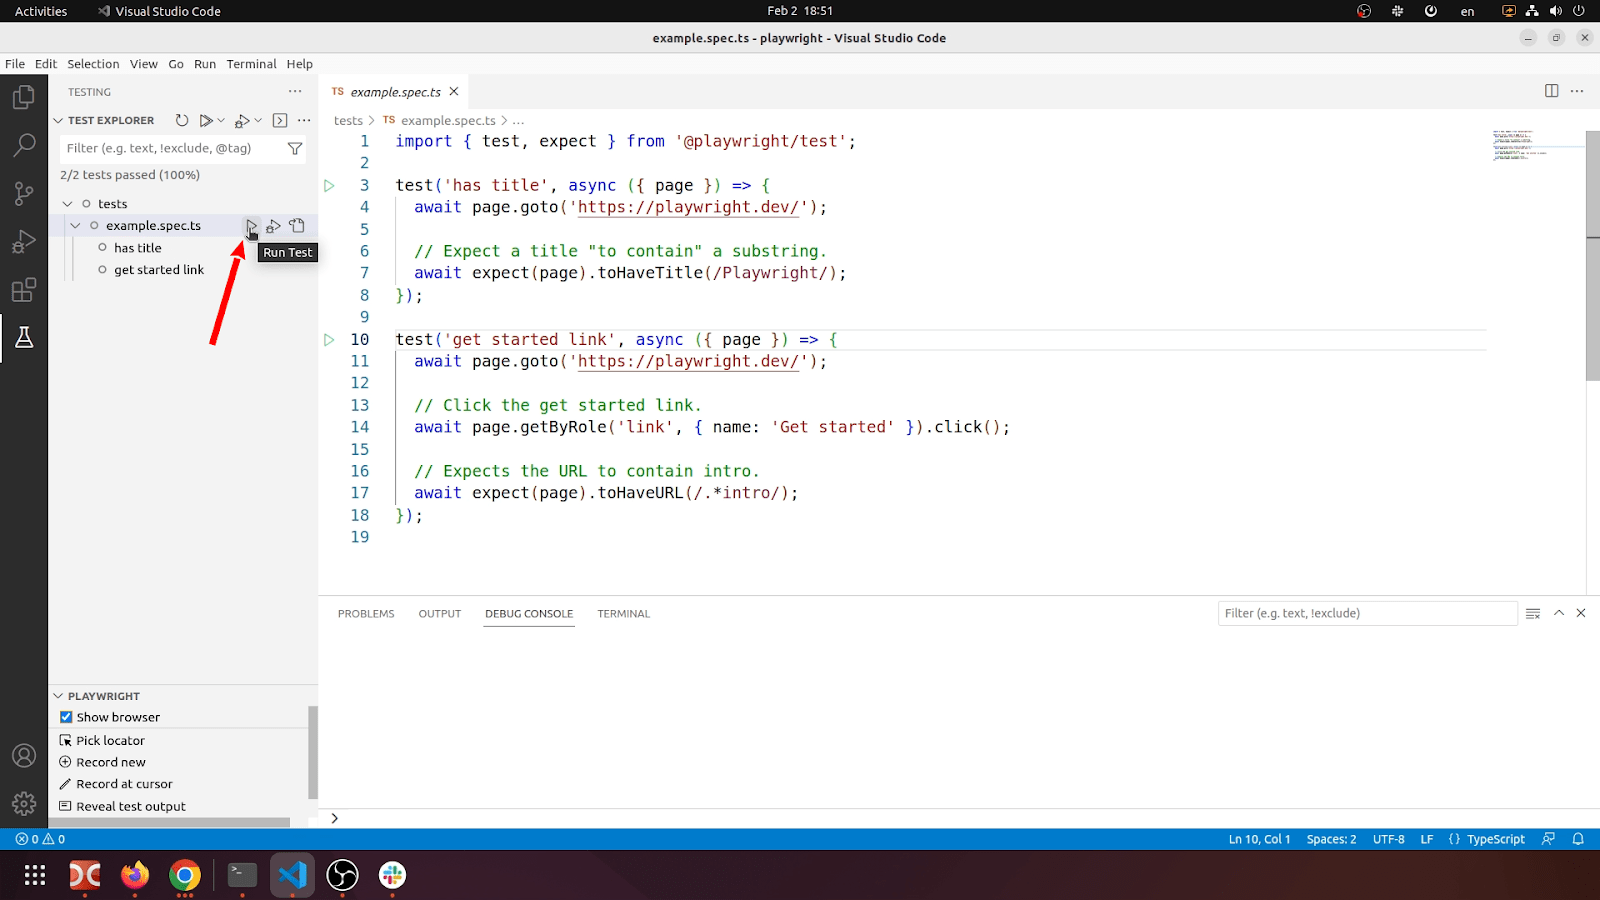 Activities
Visual Studio Code
Feb 2 18:51
en
example.spec.ts - playwright - Visual Studio Code
File Edit Selection View Go Run Terminal Help
TESTING
TEST EXPLORER
Filter (e.g. text, !exclude, @tag)
2/2 tests passed (100%)
tests
example.spec.ts
Run Test
has title
get started link
PLAYWRIGHT
Show browser
Pick locator
Record new
Record at cursor
Reveal test output
TS example.spec.ts
tests > TS example.spec.ts > ...
1 import { test, expect } from '@playwright/test';
2
3 test('has title', async ({ page }) => {
4 await page.goto('https://playwright.dev/');
5
6 // Expect a title "to contain" a substring.
7 await expect(page).toHaveTitle(/Playwright/);
8 });
9
10 test('get started link', async ({ page }) => {
11 await page.goto('https://playwright.dev/');
12
13 // Click the get started link.
14 await page.getByRole('link', { name: 'Get started' }).click();
15
16 // Expects the URL to contain intro.
17 await expect(page).toHaveURL(/.*intro/);
18 });
19
PROBLEMS OUTPUT DEBUG CONSOLE TERMINAL
Filter (e.g. text, !exclude)
>
0 0
Ln 10, Col 1 Spaces: 2 UTF-8 LF {} TypeScript